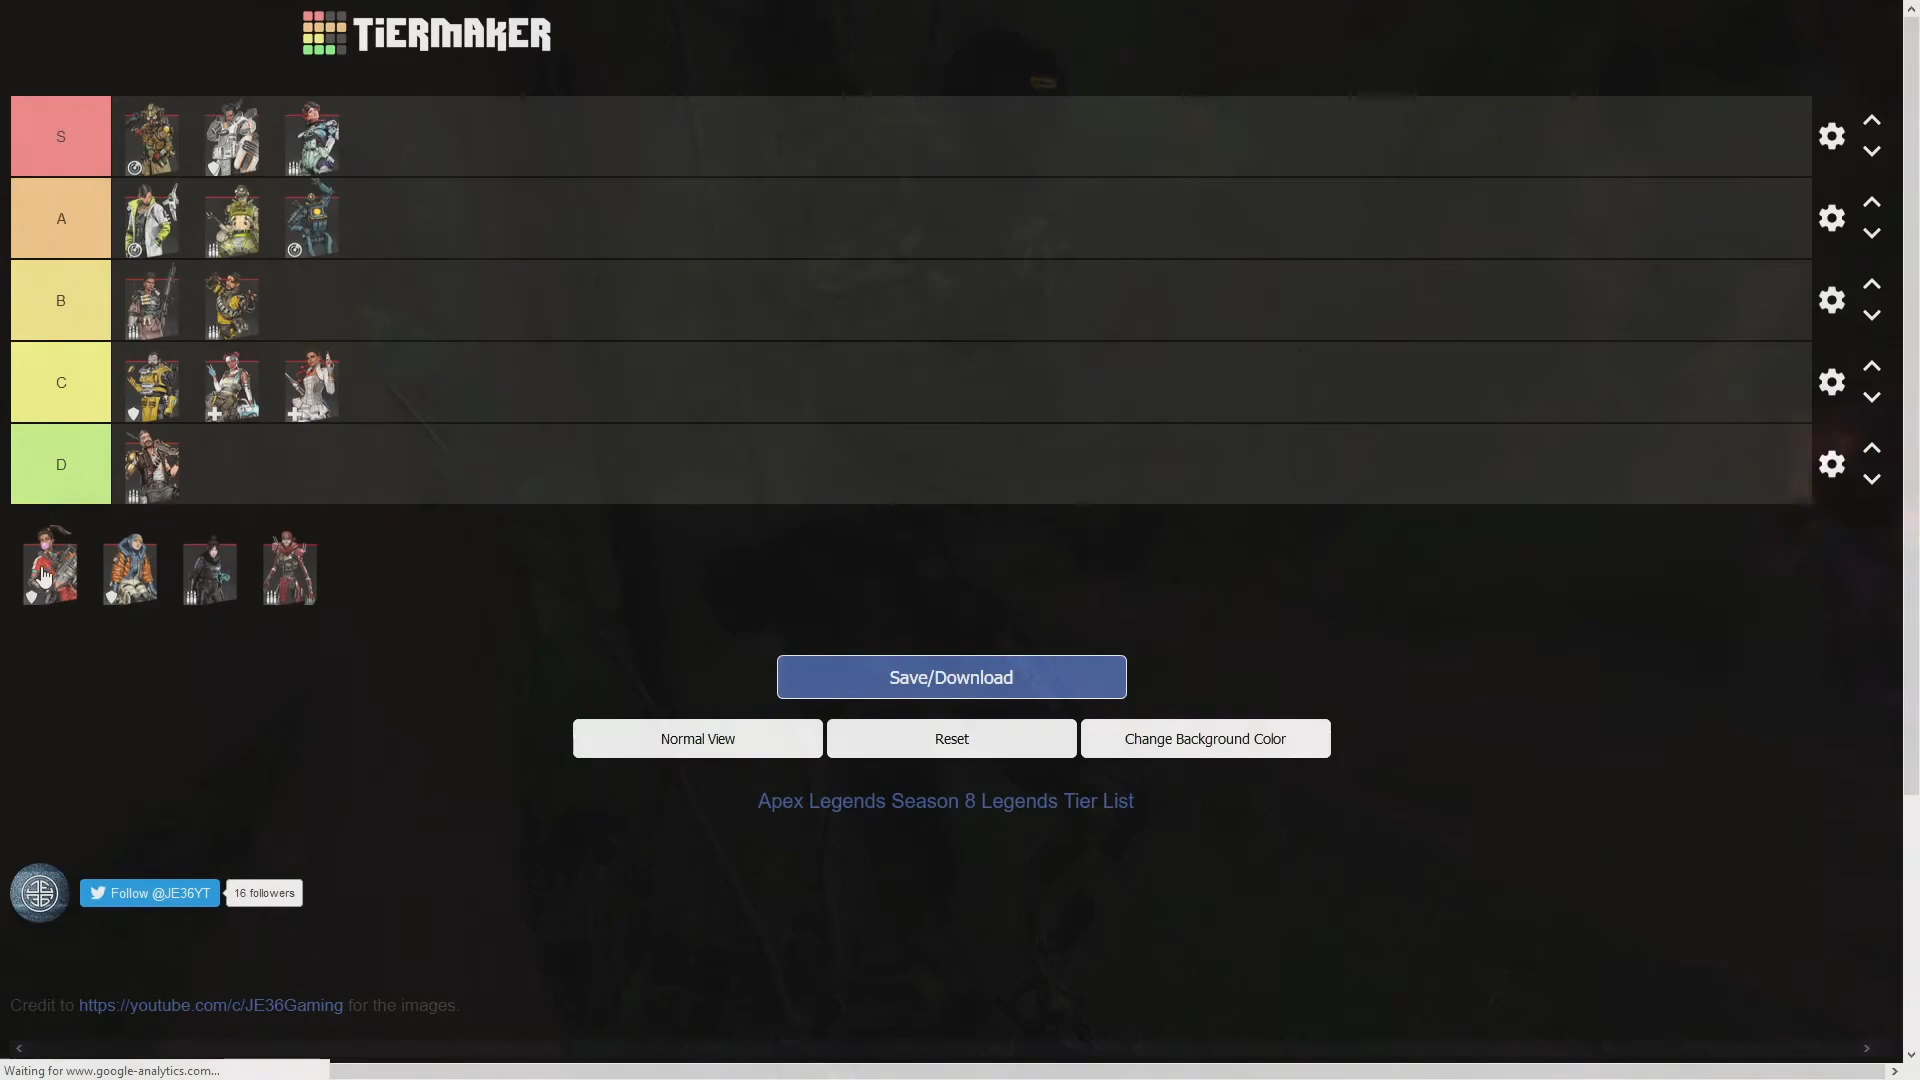 TiERMAKER
S
A
B
C
D
Save/Download
Normal View
Reset
Change Background Color
Apex Legends Season 8 Legends Tier List
Follow @JE36YT
16 followers
Credit to https://youtube.com/c/JE36Gaming for the images.
Waiting for www.google-analytics.com...